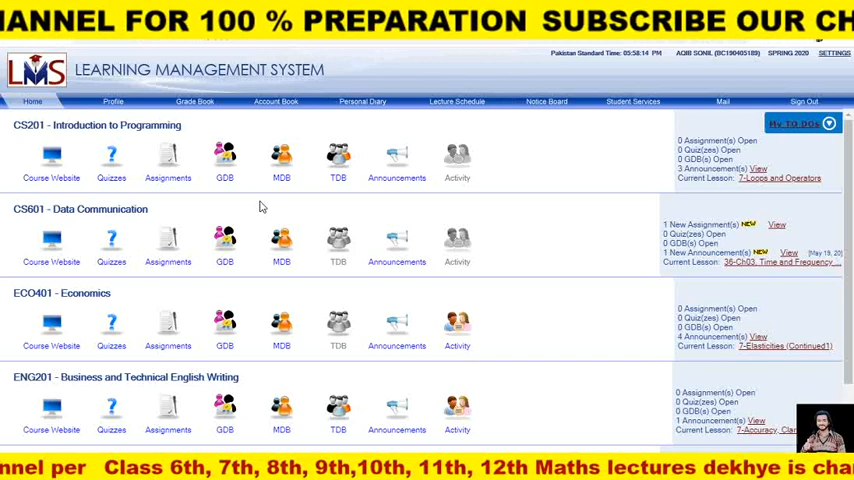 HANNEL FOR 100 % PREPARATION SUBSCRIBE OUR CH
Pakistan Standard Time: 05:58:14 PM AQIB SONIL (BC190405189) SPRING 2020 SETTINGS
LMS LEARNING MANAGEMENT SYSTEM
Home Profile Grade Book Account Book Personal Diary Lecture Schedule Notice Board Student Services Mail Sign Out
My TO DOs
CS201 - Introduction to Programming
Course Website Quizzes Assignments GDB MDB TDB Announcements Activity
0 Assignment(s) Open
0 Quiz(zes) Open
0 GDB(s) Open
3 Announcement(s) View
Current Lesson: 7-Loops and Operators
CS601 - Data Communication
Course Website Quizzes Assignments GDB MDB TDB Announcements Activity
1 New Assignment(s) NEW View
0 Quiz(zes) Open
0 GDB(s) Open
1 New Announcement(s) NEW View [May 19, 20]
Current Lesson: 36-Ch03. Time and Frequency ...
ECO401 - Economics
Course Website Quizzes Assignments GDB MDB TDB Announcements Activity
0 Assignment(s) Open
0 Quiz(zes) Open
0 GDB(s) Open
4 Announcement(s) View
Current Lesson: 7-Elasticities (Continued1)
ENG201 - Business and Technical English Writing
Course Website Quizzes Assignments GDB MDB TDB Announcements Activity
0 Assignment(s) Open
0 Quiz(zes) Open
0 GDB(s) Open
1 Announcement(s) View
Current Lesson: 7-Accuracy, Clar
nnel per Class 6th, 7th, 8th, 9th,10th, 11th, 12th Maths lectures dekhye is cha